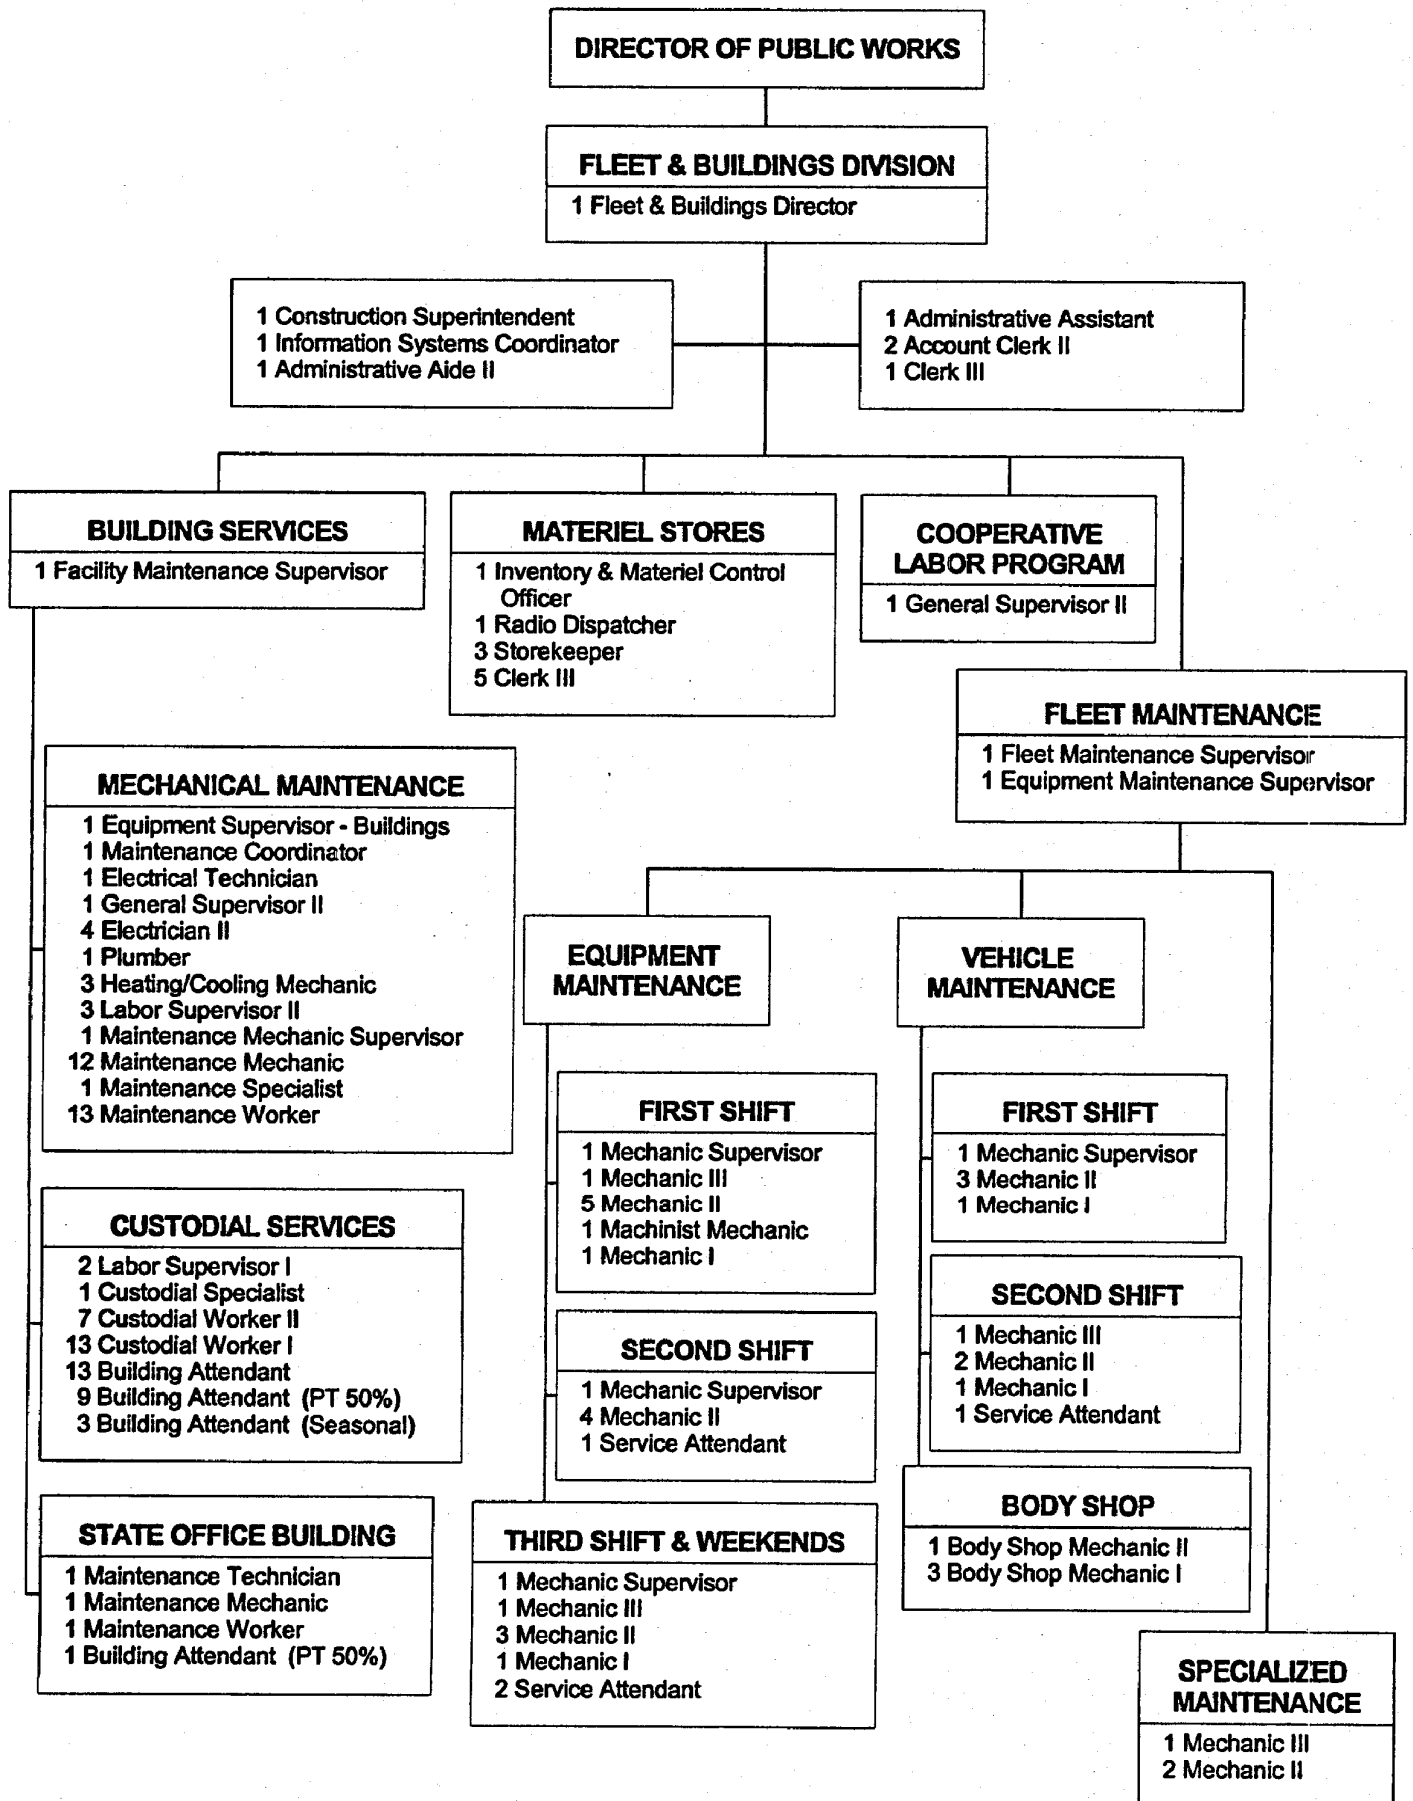 DIRECTOR OF PUBLIC WORKS
FLEET & BUILDINGS DIVISION
1 Fleet & Buildings Director
1 Construction Superintendent
1 Information Systems Coordinator
1 Administrative Aide II
1 Administrative Assistant
2 Account Clerk II
1 Clerk III
BUILDING SERVICES
1 Facility Maintenance Supervisor
MATERIEL STORES
1 Inventory & Materiel Control
Officer
1 Radio Dispatcher
3 Storekeeper
5 Clerk III
COOPERATIVE
LABOR PROGRAM
1 General Supervisor II
FLEET MAINTENANCE
1 Fleet Maintenance Supervisor
1 Equipment Maintenance Supervisor
MECHANICAL MAINTENANCE
1 Equipment Supervisor - Buildings
1 Maintenance Coordinator
1 Electrical Technician
1 General Supervisor II
4 Electrician II
1 Plumber
3 Heating/Cooling Mechanic
3 Labor Supervisor II
1 Maintenance Mechanic Supervisor
12 Maintenance Mechanic
1 Maintenance Specialist
13 Maintenance Worker
CUSTODIAL SERVICES
2 Labor Supervisor I
1 Custodial Specialist
7 Custodial Worker II
13 Custodial Worker I
13 Building Attendant
9 Building Attendant (PT 50%)
3 Building Attendant (Seasonal)
STATE OFFICE BUILDING
1 Maintenance Technician
1 Maintenance Mechanic
1 Maintenance Worker
1 Building Attendant (PT 50%)
EQUIPMENT
MAINTENANCE
FIRST SHIFT
1 Mechanic Supervisor
1 Mechanic III
5 Mechanic II
1 Machinist Mechanic
1 Mechanic I
SECOND SHIFT
1 Mechanic Supervisor
4 Mechanic II
1 Service Attendant
THIRD SHIFT & WEEKENDS
1 Mechanic Supervisor
1 Mechanic III
3 Mechanic II
1 Mechanic I
2 Service Attendant
VEHICLE
MAINTENANCE
FIRST SHIFT
1 Mechanic Supervisor
3 Mechanic II
1 Mechanic I
SECOND SHIFT
1 Mechanic III
2 Mechanic II
1 Mechanic I
1 Service Attendant
BODY SHOP
1 Body Shop Mechanic II
3 Body Shop Mechanic I
SPECIALIZED
MAINTENANCE
1 Mechanic III
2 Mechanic II